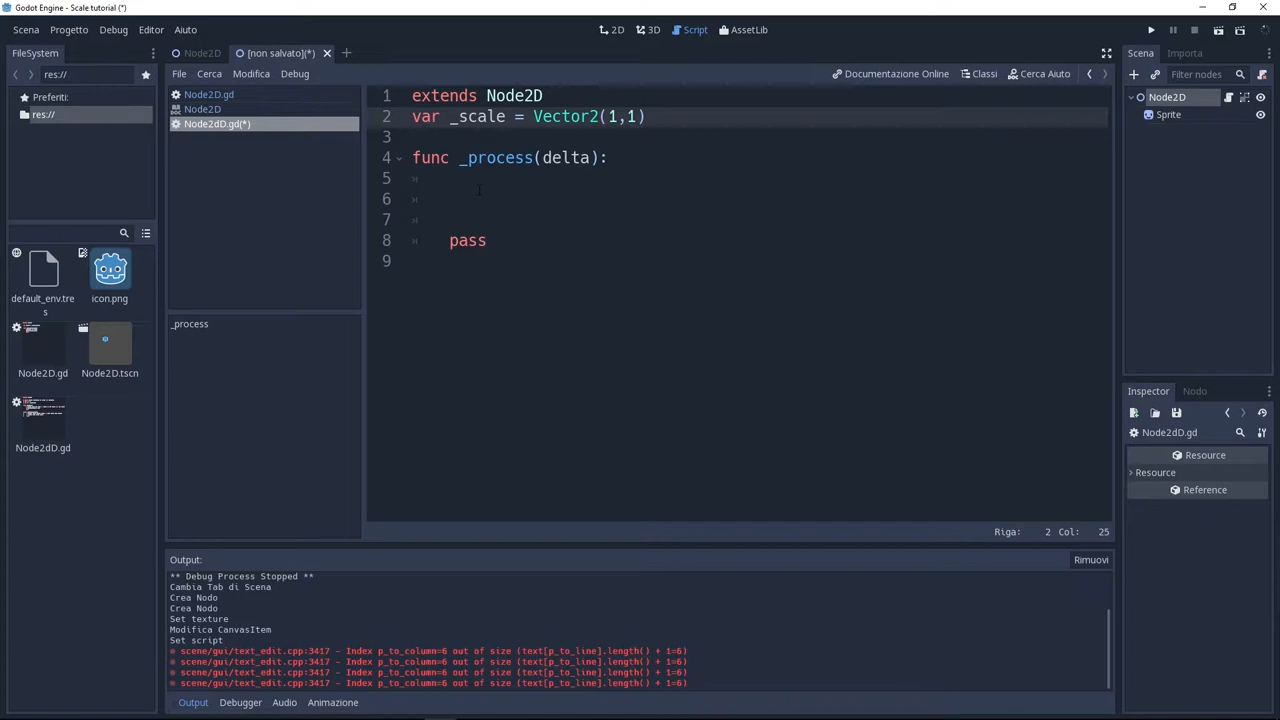 Godot Engine - Scale tutorial (*)
Scena Progetto Debug Editor Aiuto
2D 3D Script AssetLib
FileSystem
res://
Preferiti:
res://
default_env.tre
s
icon.png
Node2D.gd
Node2D.tscn
Node2dD.gd
Node2D [non salvato](*)
File Cerca Modifica Debug
Documentazione Online Classi Cerca Aiuto
Node2D.gd
Node2D
Node2dD.gd(*)
_process
1 extends Node2D
2 var _scale = Vector2(1,1)
3
4 func _process(delta):
5
6
7
8 pass
9
Riga: 2 Col: 25
Output:
Rimuovi
** Debug Process Stopped **
Cambia Tab di Scena
Crea Nodo
Crea Nodo
Set texture
Modifica CanvasItem
Set script
scene/gui/text_edit.cpp:3417 - Index p_to_column=6 out of size (text[p_to_line].length() + 1=6)
scene/gui/text_edit.cpp:3417 - Index p_to_column=6 out of size (text[p_to_line].length() + 1=6)
scene/gui/text_edit.cpp:3417 - Index p_to_column=6 out of size (text[p_to_line].length() + 1=6)
scene/gui/text_edit.cpp:3417 - Index p_to_column=6 out of size (text[p_to_line].length() + 1=6)
Output Debugger Audio Animazione
Scena Importa
Filter nodes
Node2D
Sprite
Inspector Nodo
Node2dD.gd
Resource
Resource
Reference